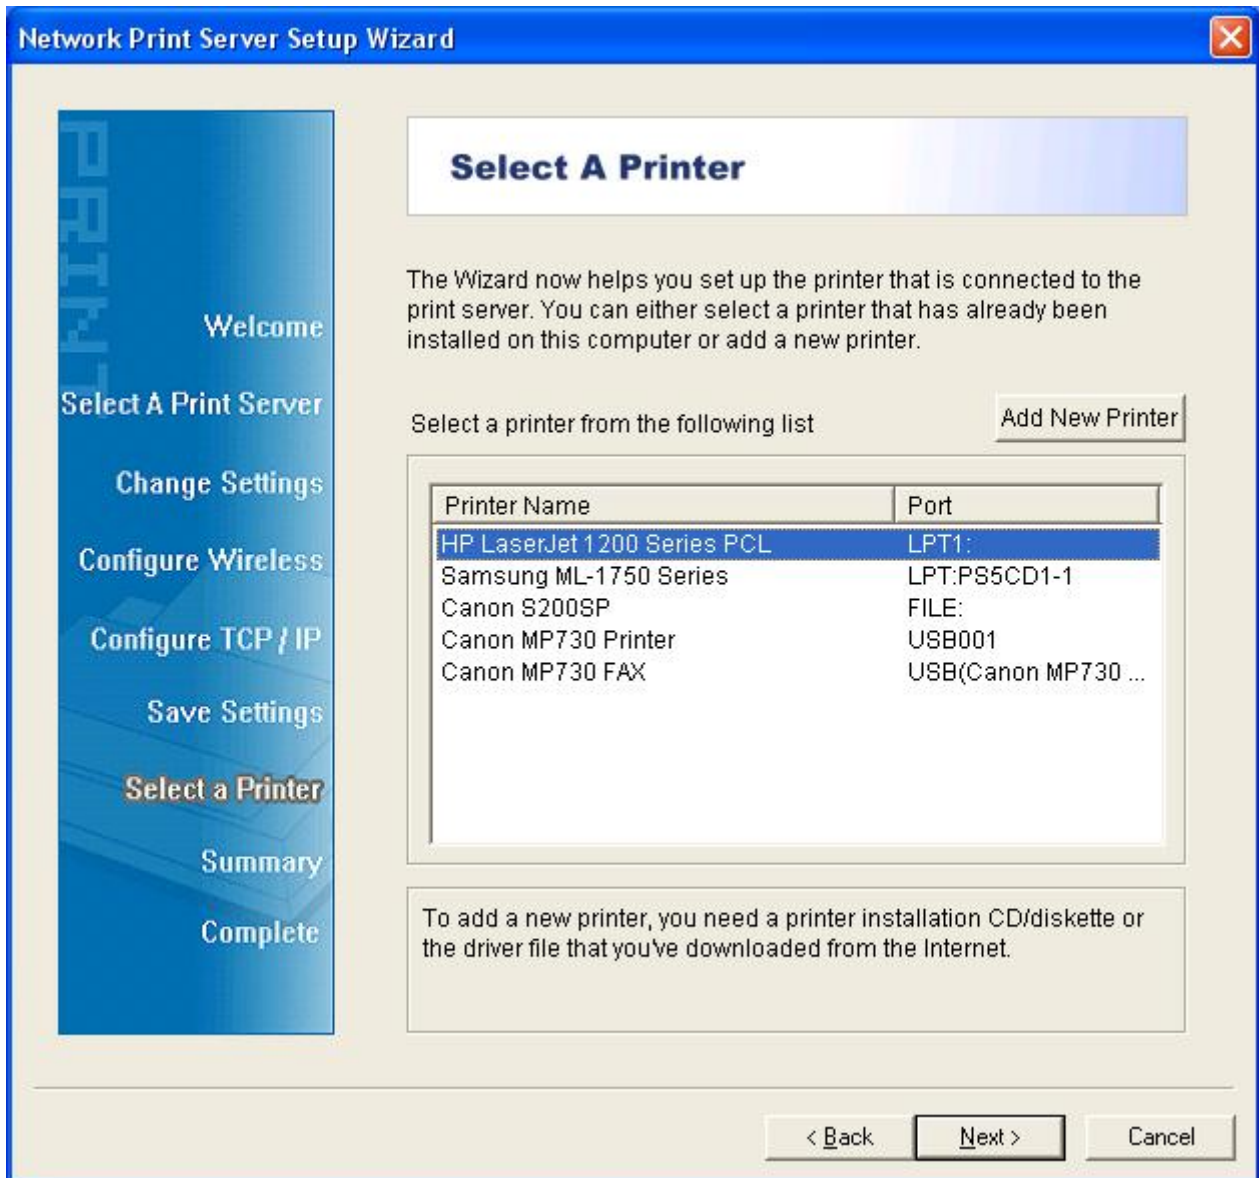 Network Print Server Setup Wizard
PRINT
Welcome
Select A Print Server
Change Settings
Configure Wireless
Configure TCP / IP
Save Settings
Select a Printer
Summary
Complete
Select A Printer
The Wizard now helps you set up the printer that is connected to the
print server. You can either select a printer that has already been
installed on this computer or add a new printer.
Select a printer from the following list
Add New Printer
Printer Name Port
HP LaserJet 1200 Series PCL LPT1:
Samsung ML-1750 Series LPT:PS5CD1-1
Canon S200SP FILE:
Canon MP730 Printer USB001
Canon MP730 FAX USB(Canon MP730 ...
To add a new printer, you need a printer installation CD/diskette or
the driver file that you've downloaded from the Internet.
< Back Next > Cancel